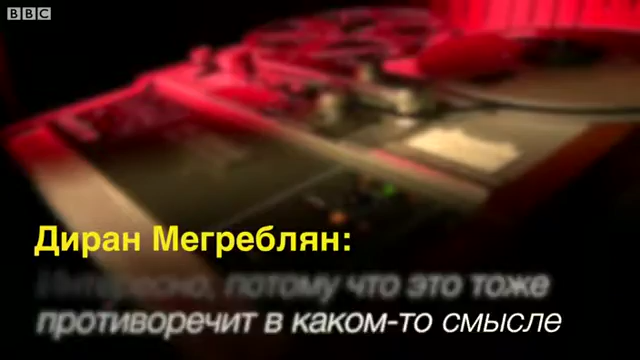 BBC
Диран Мегреблян:
Интересно, потому что это тоже
противоречит в каком-то смысле